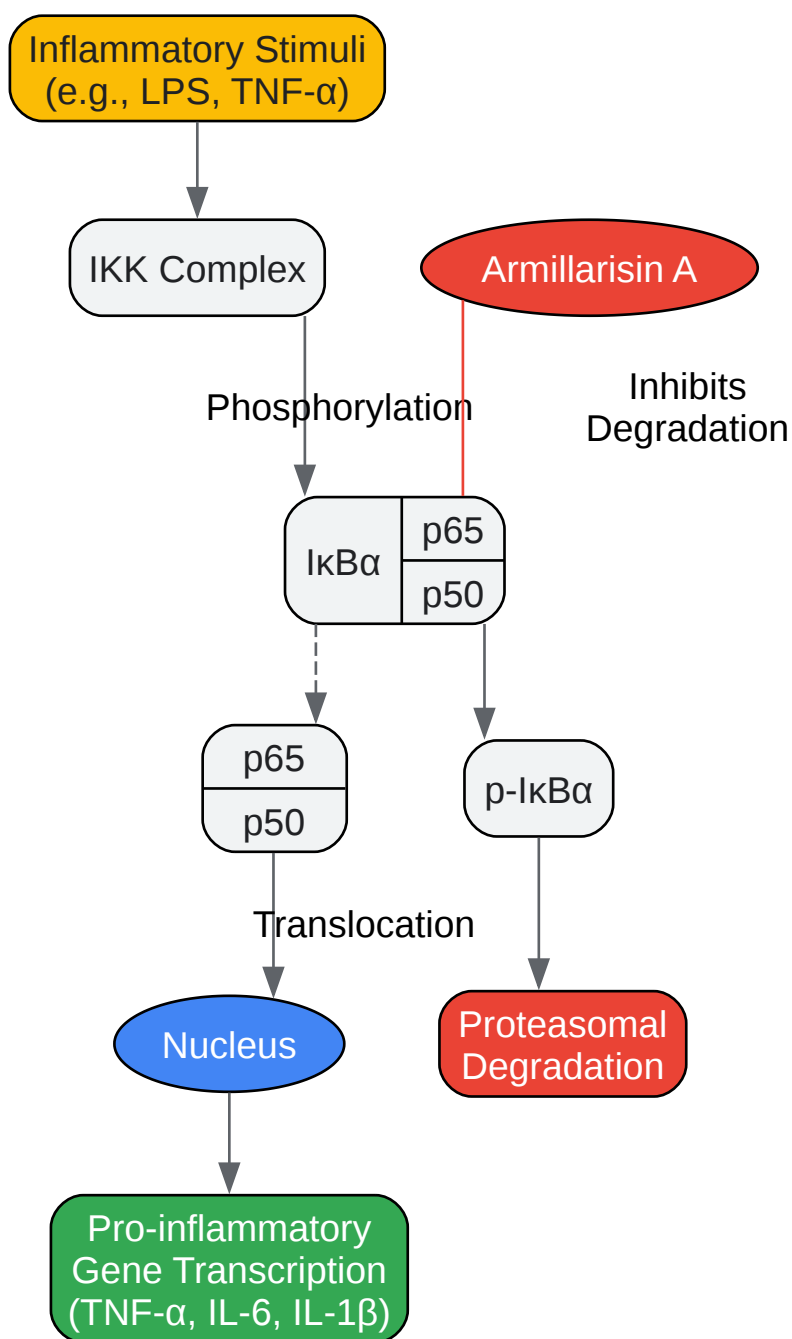 Inflammatory Stimuli
(e.g., LPS, TNF-α)
IKK Complex
Armillarisin A
Phosphorylation
Inhibits
Degradation
IκBα
p65
p50
p65
p50
p-IκBα
Translocation
Nucleus
Proteasomal
Degradation
Pro-inflammatory
Gene Transcription
(TNF-α, IL-6, IL-1β)